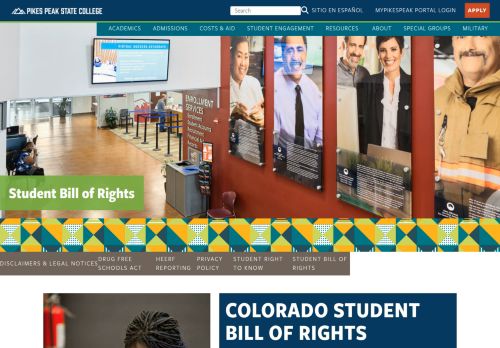 PIKES PEAK STATE COLLEGE
Search
SITIO EN ESPAÑOL
MYPIKESPEAK PORTAL LOGIN
APPLY
ACADEMICS ADMISSIONS COSTS & AID STUDENT ENGAGEMENT RESOURCES ABOUT SPECIAL GROUPS MILITARY
ENROLLMENT
SERVICES
Student Bill of Rights
DISCLAIMERS & LEGAL NOTICES
DRUG FREE
SCHOOLS ACT
HEERF
REPORTING
PRIVACY
POLICY
STUDENT RIGHT
TO KNOW
STUDENT BILL OF
RIGHTS
COLORADO STUDENT
BILL OF RIGHTS